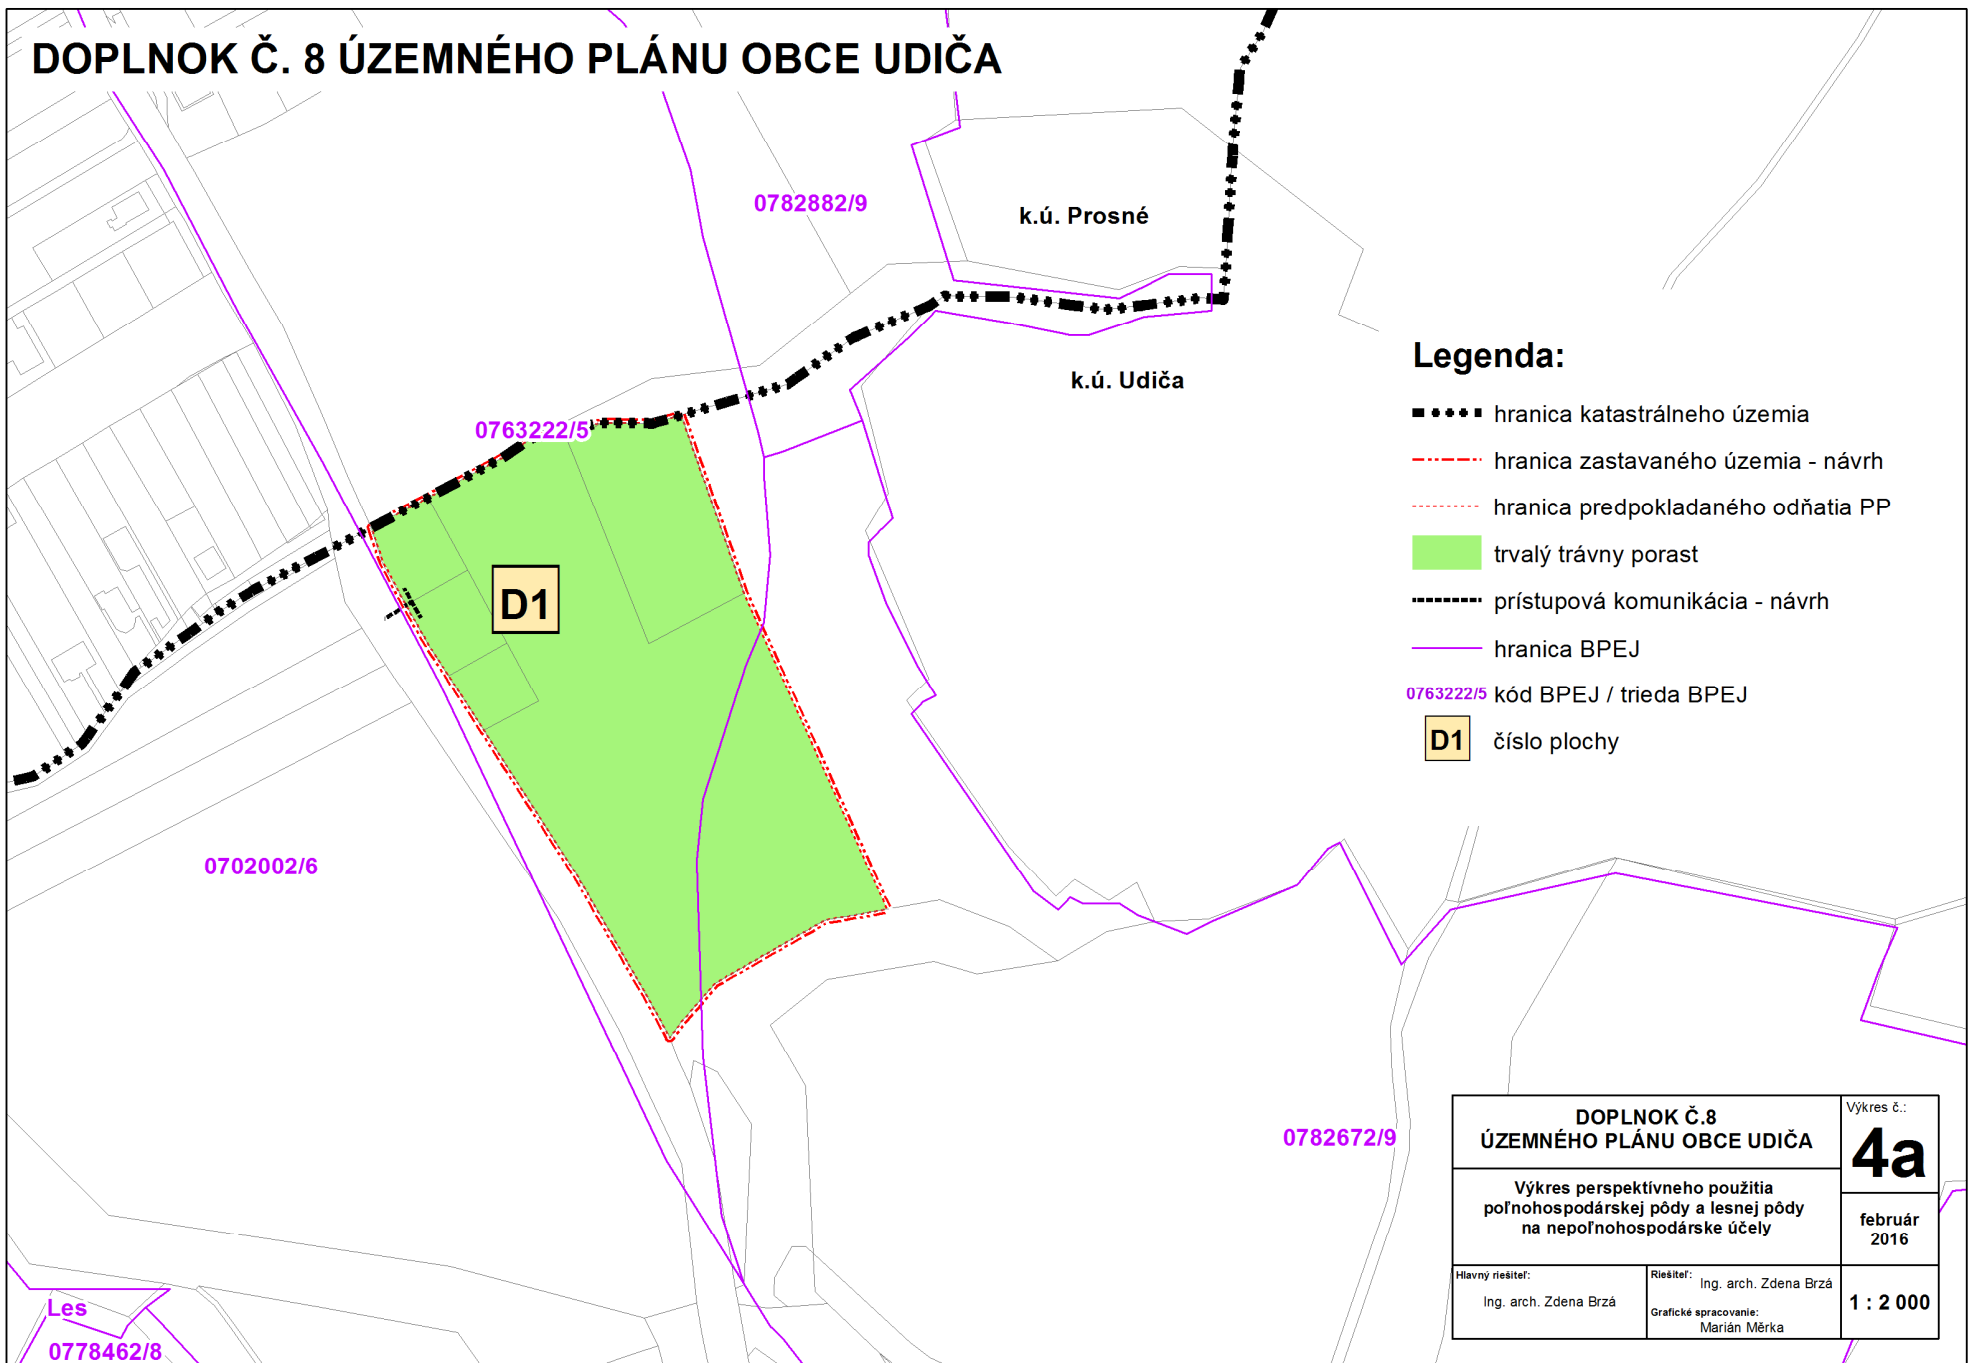 DOPLNOK Č. 8 ÚZEMNÉHO PLÁNU OBCE UDIČA
0782882/9
k.ú. Prosné
k.ú. Udiča
0763222/5
D1
0702002/6
0782672/9
Les
0778462/8
Legenda:
hranica katastrálneho územia
hranica zastavaného územia - návrh
hranica predpokladaného odňatia PP
trvalý trávny porast
prístupová komunikácia - návrh
hranica BPEJ
0763222/5 kód BPEJ / trieda BPEJ
D1 číslo plochy
DOPLNOK Č.8
ÚZEMNÉHO PLÁNU OBCE UDIČA
Výkres č.:
4a
Výkres perspektívneho použitia
poľnohospodárskej pôdy a lesnej pôdy
na nepoľnohospodárske účely
február
2016
Hlavný riešiteľ:
Ing. arch. Zdena Brzá
Riešiteľ: Ing. arch. Zdena Brzá
Grafické spracovanie:
Marián Měrka
1 : 2 000